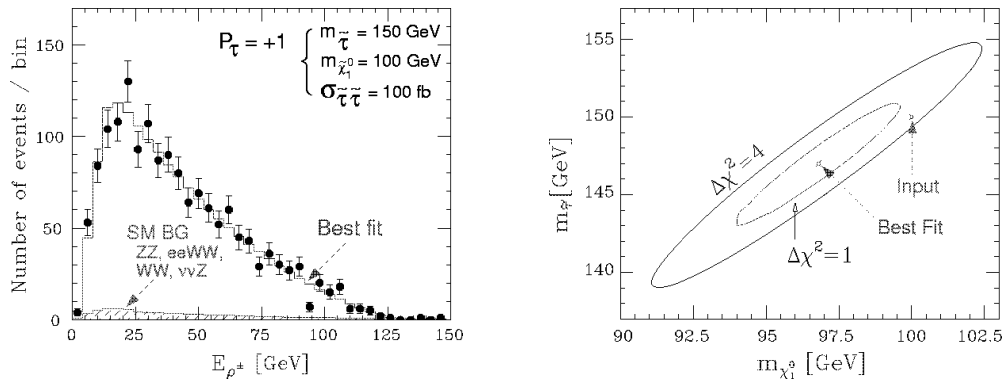 Number of events / bin
150
100
50
0
0 25 50 75 100 125 150
E_ρ± [GeV]
P_τ = +1
m_τ̃ = 150 GeV
m_χ̃₁⁰ = 100 GeV
σ_τ̃τ̃ = 100 fb
SM BG
ZZ, eeWW,
WW, ννZ
Best fit
m_τ̃ [GeV]
155
150
145
140
90 92.5 95 97.5 100 102.5
m_χ̃₁⁰ [GeV]
Δχ²=4
Δχ²=1
Input
Best Fit